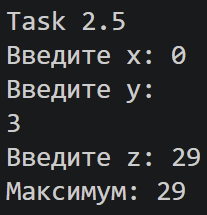 Task 2.5
Введите x: 0
Введите y:
3
Введите z: 29
Максимум: 29